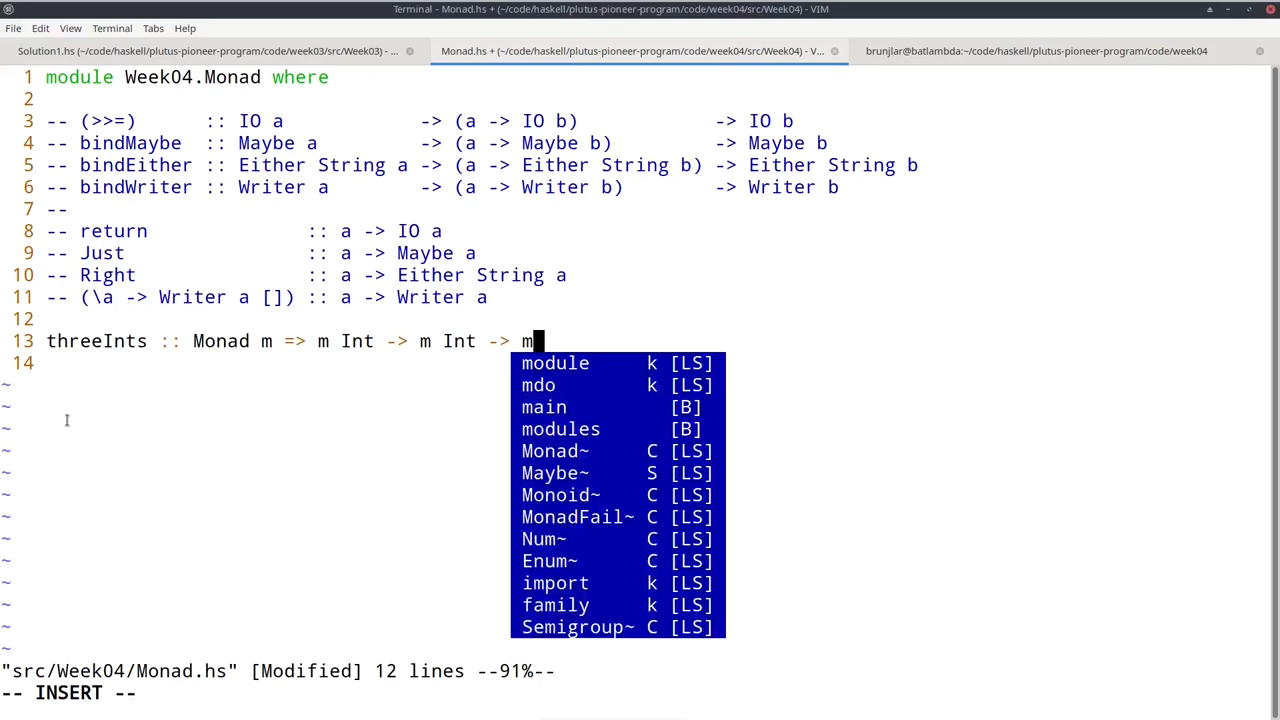 Terminal - Monad.hs + (~/code/haskell/plutus-pioneer-program/code/week04/src/Week04) - VIM
File Edit View Terminal Tabs Help
Solution1.hs (~/code/haskell/plutus-pioneer-program/code/week03/src/Week03) - ...
Monad.hs + (~/code/haskell/plutus-pioneer-program/code/week04/src/Week04) - V...
brunjlar@batlambda:~/code/haskell/plutus-pioneer-program/code/week04
1 module Week04.Monad where
2
3 -- (>>=)      :: IO a            -> (a -> IO b)            -> IO b
4 -- bindMaybe  :: Maybe a         -> (a -> Maybe b)         -> Maybe b
5 -- bindEither :: Either String a -> (a -> Either String b) -> Either String b
6 -- bindWriter :: Writer a        -> (a -> Writer b)        -> Writer b
7 --
8 -- return              :: a -> IO a
9 -- Just                :: a -> Maybe a
10 -- Right               :: a -> Either String a
11 -- (\a -> Writer a []) :: a -> Writer a
12
13 threeInts :: Monad m => m Int -> m Int -> m
14
module     k [LS]
mdo        k [LS]
main         [B]
modules      [B]
Monad~     C [LS]
Maybe~     S [LS]
Monoid~    C [LS]
MonadFail~ C [LS]
Num~       C [LS]
Enum~      C [LS]
import     k [LS]
family     k [LS]
Semigroup~ C [LS]
~
~
~
~
~
~
~
~
~
~
~
~
~
"src/Week04/Monad.hs" [Modified] 12 lines --91%--
-- INSERT --